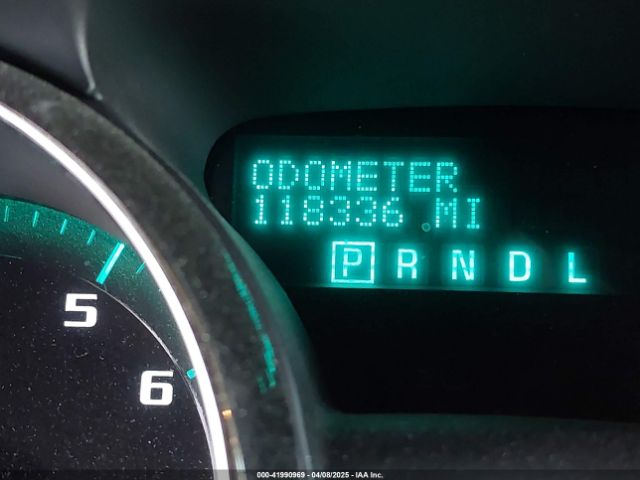 ODOMETER
118336 MI
P R N D L
5
6
000-41990969 - 04/08/2025 - IAA Inc.